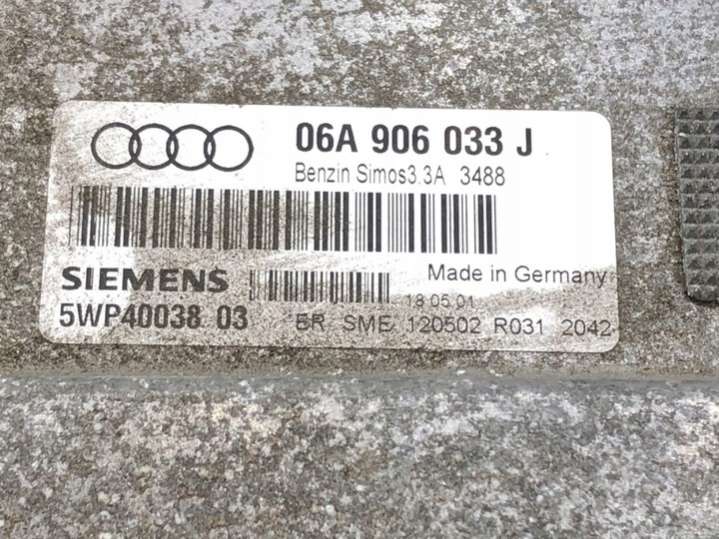 06A 906 033 J
Benzin Simos3.3A 3488
SIEMENS
Made in Germany
18.05.01
5WP40038 03
BR SME 120502 R031 2042